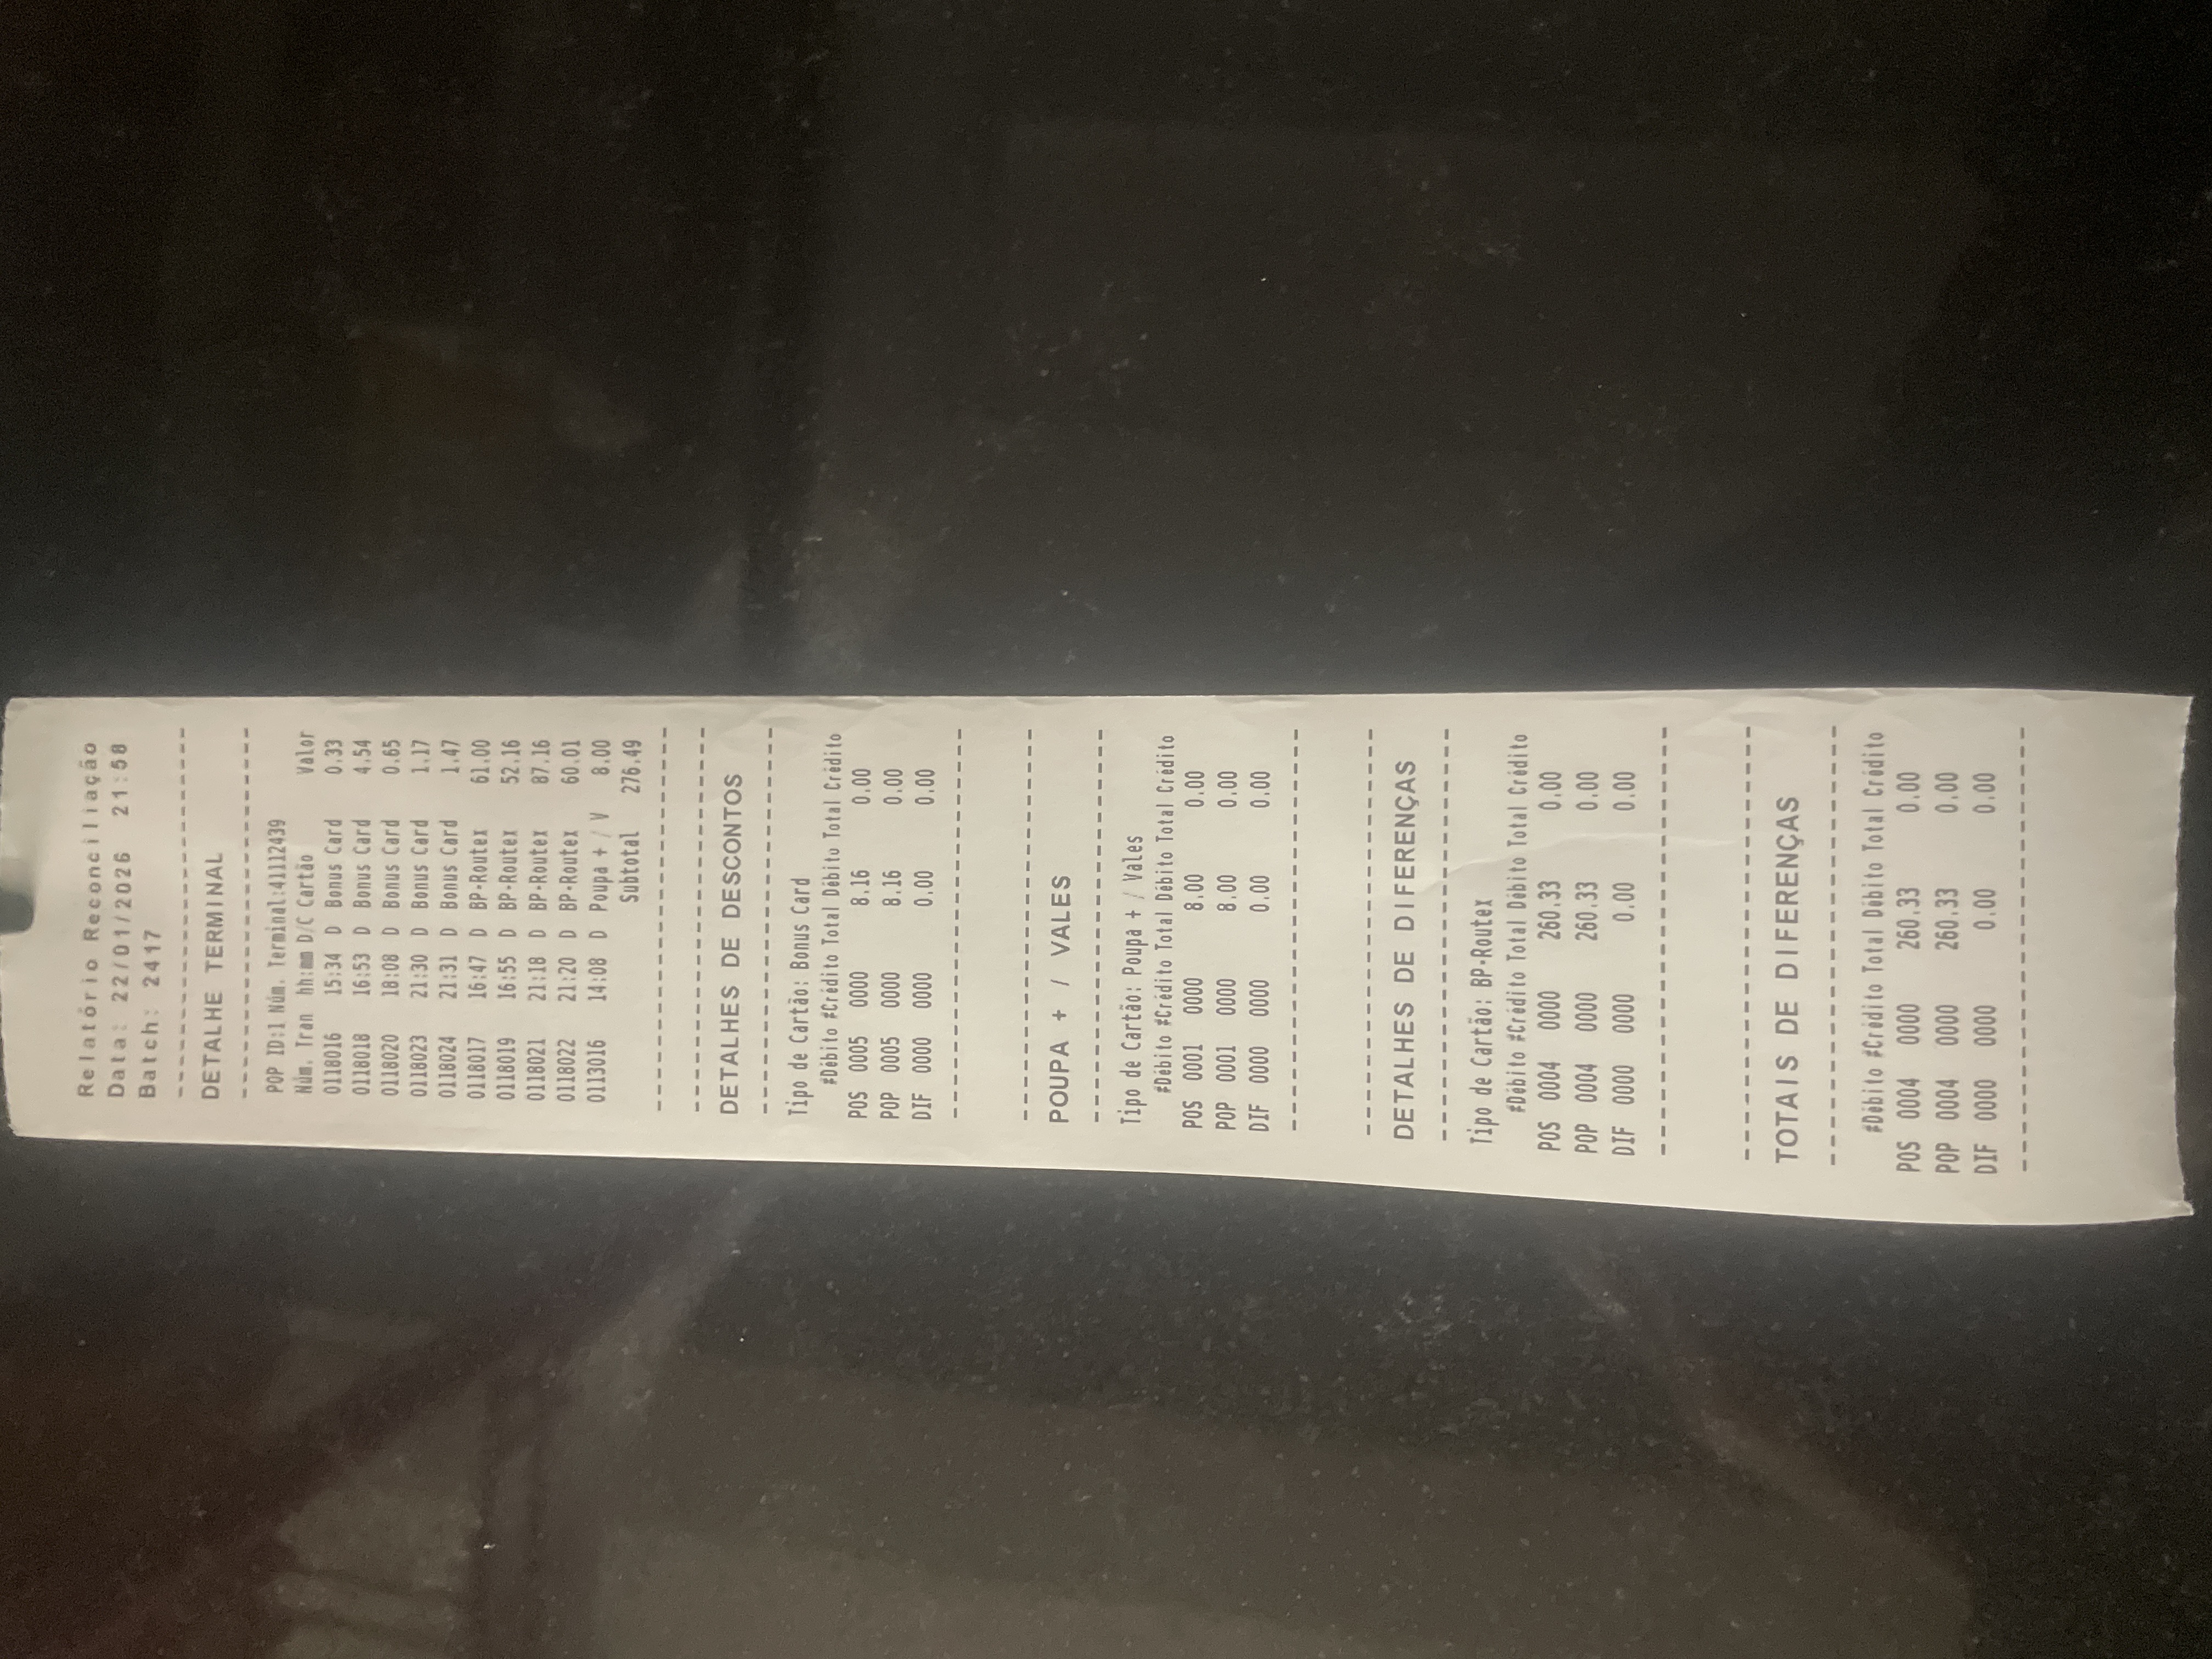 Relatório Reconciliação
Data: 22/01/2026 21:58
Batch: 2417
------------------------------
DETALHE TERMINAL
------------------------------
POP ID:1 Núm. Terminal:41112439
Núm. Tran hh:mm D/C Cartão Valor
0118016 15:34 D Bonus Card 0.33
0118018 16:53 D Bonus Card 4.54
0118020 18:08 D Bonus Card 0.65
0118023 21:30 D Bonus Card 1.17
0118024 21:31 D Bonus Card 1.47
0118017 16:47 D BP-Routex 61.00
0118019 16:55 D BP-Routex 52.16
0118021 21:18 D BP-Routex 87.16
0118022 21:20 D BP-Routex 60.01
0113016 14:08 D Poupa + / V 8.00
Subtotal 276.49
------------------------------
------------------------------
DETALHES DE DESCONTOS
------------------------------
Tipo de Cartão: Bonus Card
#Débito #Crédito Total Débito Total Crédito
POS 0005 0000 8.16 0.00
POP 0005 0000 8.16 0.00
DIF 0000 0000 0.00 0.00
------------------------------
------------------------------
POUPA + / VALES
------------------------------
Tipo de Cartão: Poupa + / Vales
#Débito #Crédito Total Débito Total Crédito
POS 0001 0000 8.00 0.00
POP 0001 0000 8.00 0.00
DIF 0000 0000 0.00 0.00
------------------------------
------------------------------
DETALHES DE DIFERENÇAS
------------------------------
Tipo de Cartão: BP-Routex
#Débito #Crédito Total Débito Total Crédito
POS 0004 0000 260.33 0.00
POP 0004 0000 260.33 0.00
DIF 0000 0000 0.00 0.00
------------------------------
------------------------------
TOTAIS DE DIFERENÇAS
------------------------------
#Débito #Crédito Total Débito Total Crédito
POS 0004 0000 260.33 0.00
POP 0004 0000 260.33 0.00
DIF 0000 0000 0.00 0.00
------------------------------